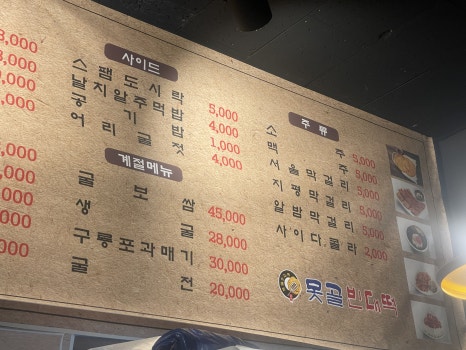 사이드
스팸도시락 5,000
날치알주먹밥 4,000
공기밥 1,000
어리굴젓 4,000
계절메뉴
굴보쌈 45,000
생굴 28,000
구룡포과메기 30,000
굴전 20,000
주류
소주 5,000
맥주 5,000
서울막걸리 5,000
지평막걸리 5,000
알밤막걸리 5,000
사이다.콜라 2,000
못골빈대떡